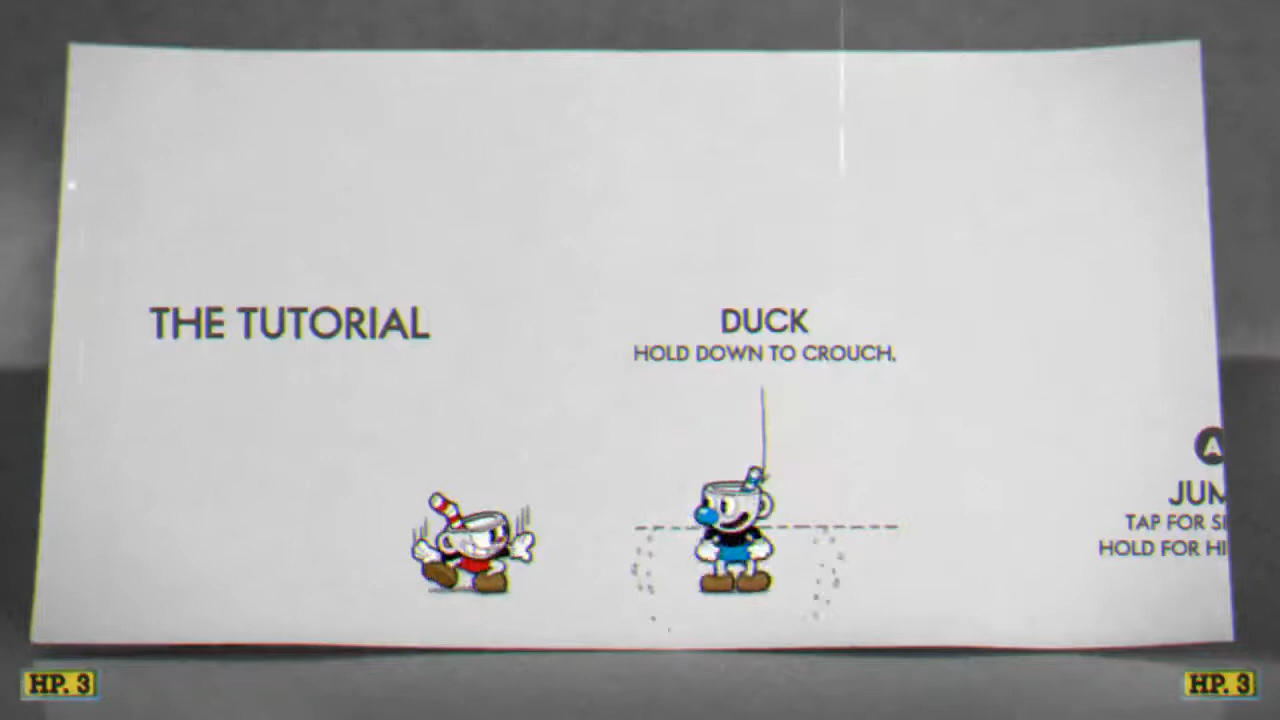 THE TUTORIAL
DUCK
HOLD DOWN TO CROUCH.
A
JUM
TAP FOR S
HOLD FOR HI
HP. 3
HP. 3